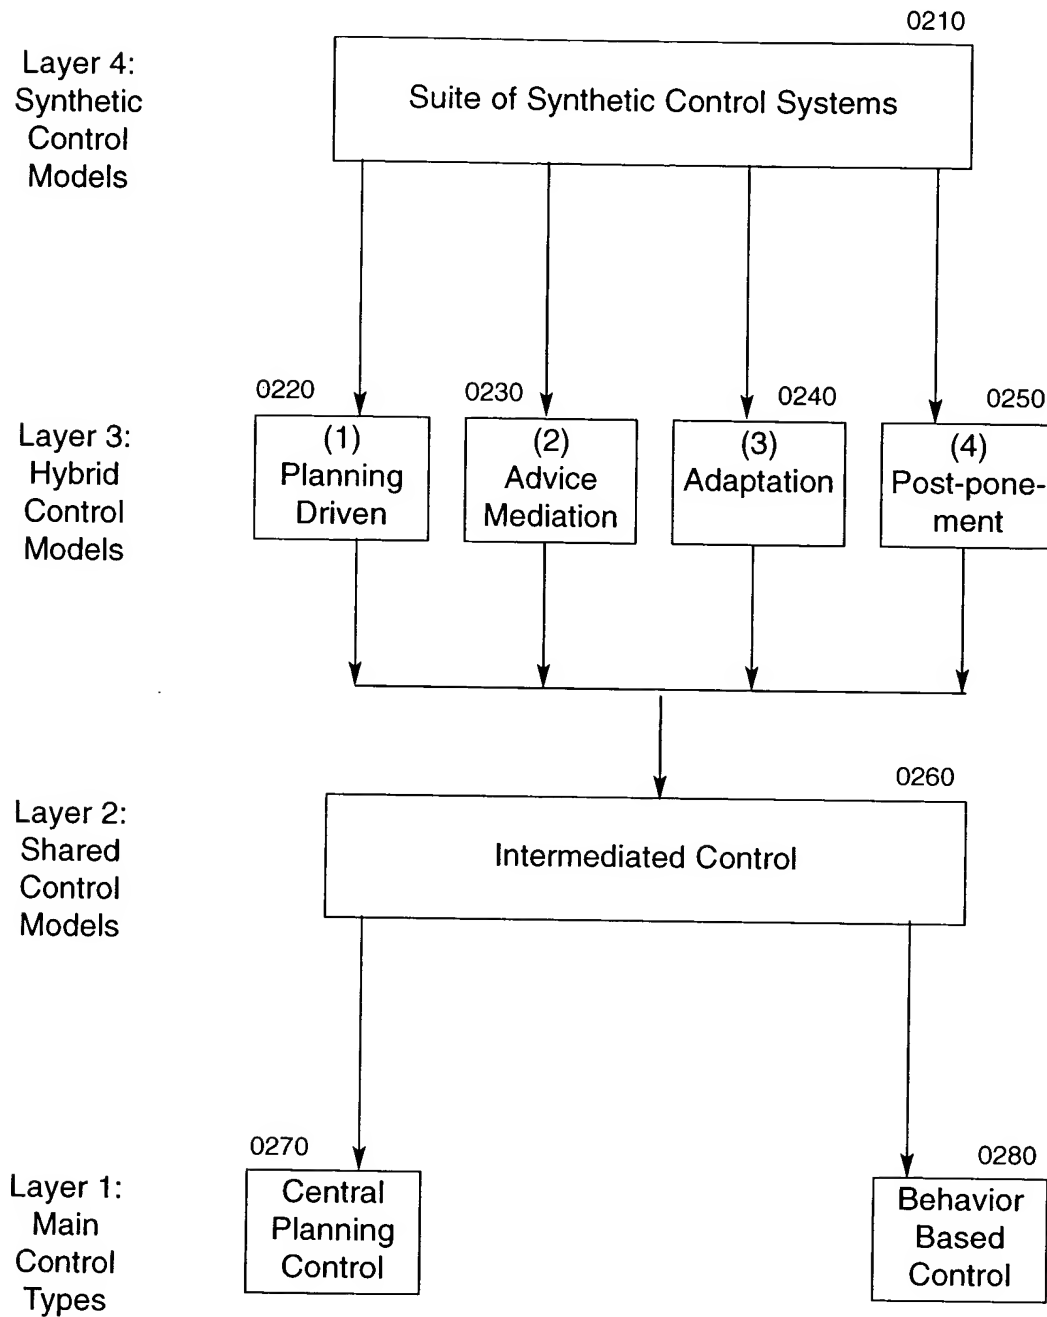 0210
Layer 4:
Synthetic
Control
Models
Suite of Synthetic Control Systems
0220
0230
0240
0250
Layer 3:
Hybrid
Control
Models
(1)
Planning
Driven
(2)
Advice
Mediation
(3)
Adaptation
(4)
Post-pone-
ment
0260
Layer 2:
Shared
Control
Models
Intermediated Control
0270
0280
Layer 1:
Main
Control
Types
Central
Planning
Control
Behavior
Based
Control